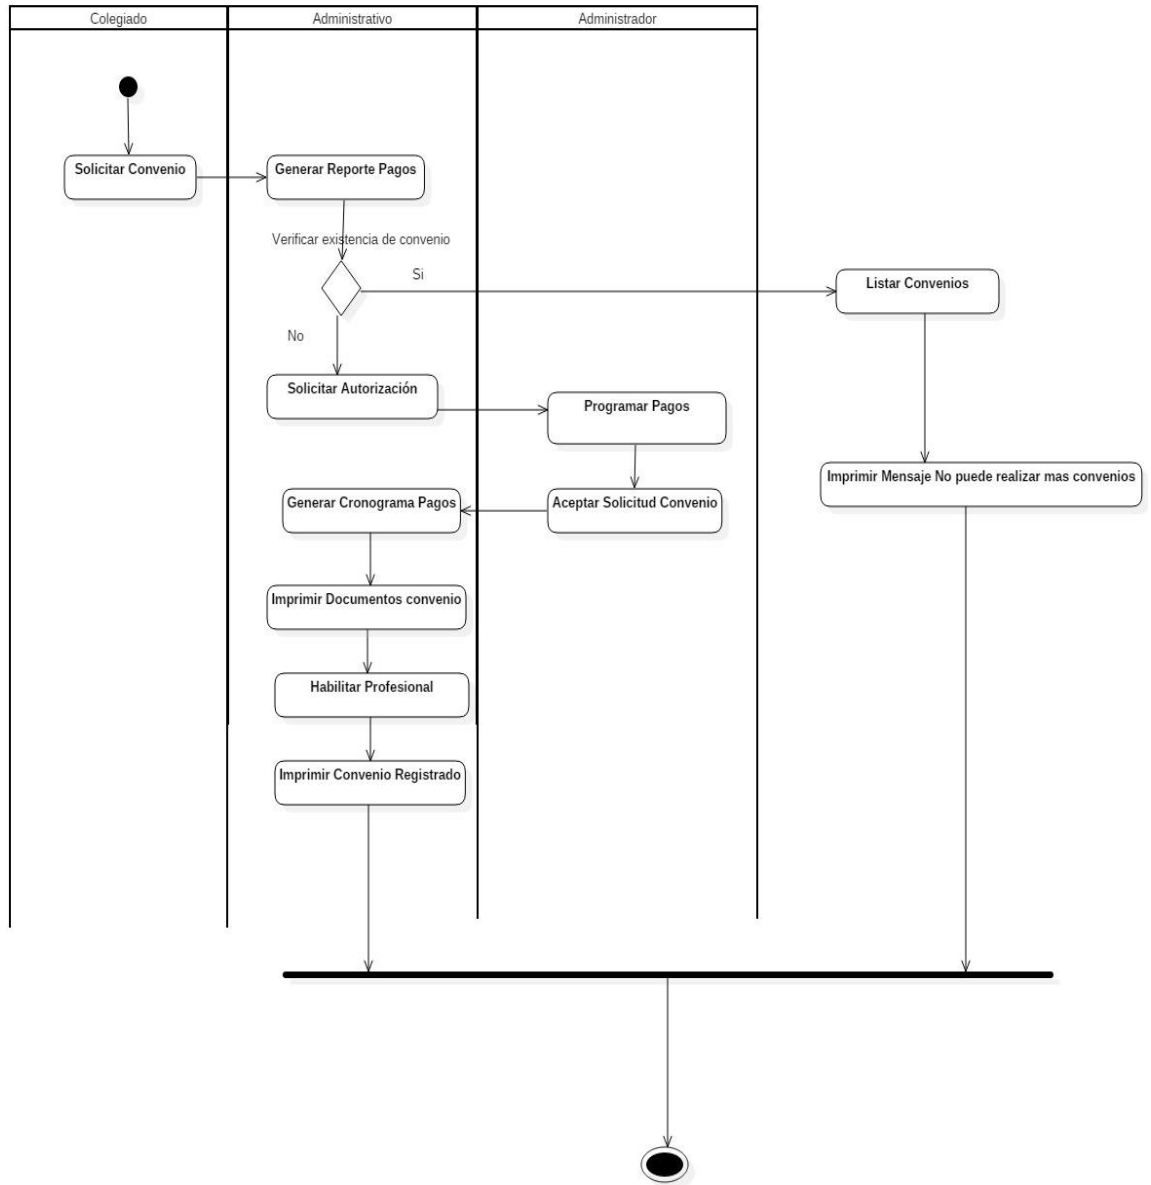 Colegiado
Administrativo
Administrador
Solicitar Convenio
Generar Reporte Pagos
Verificar existencia de convenio
Si
Listar Convenios
No
Solicitar Autorización
Programar Pagos
Imprimir Mensaje No puede realizar mas convenios
Generar Cronograma Pagos
Aceptar Solicitud Convenio
Imprimir Documentos convenio
Habilitar Profesional
Imprimir Convenio Registrado